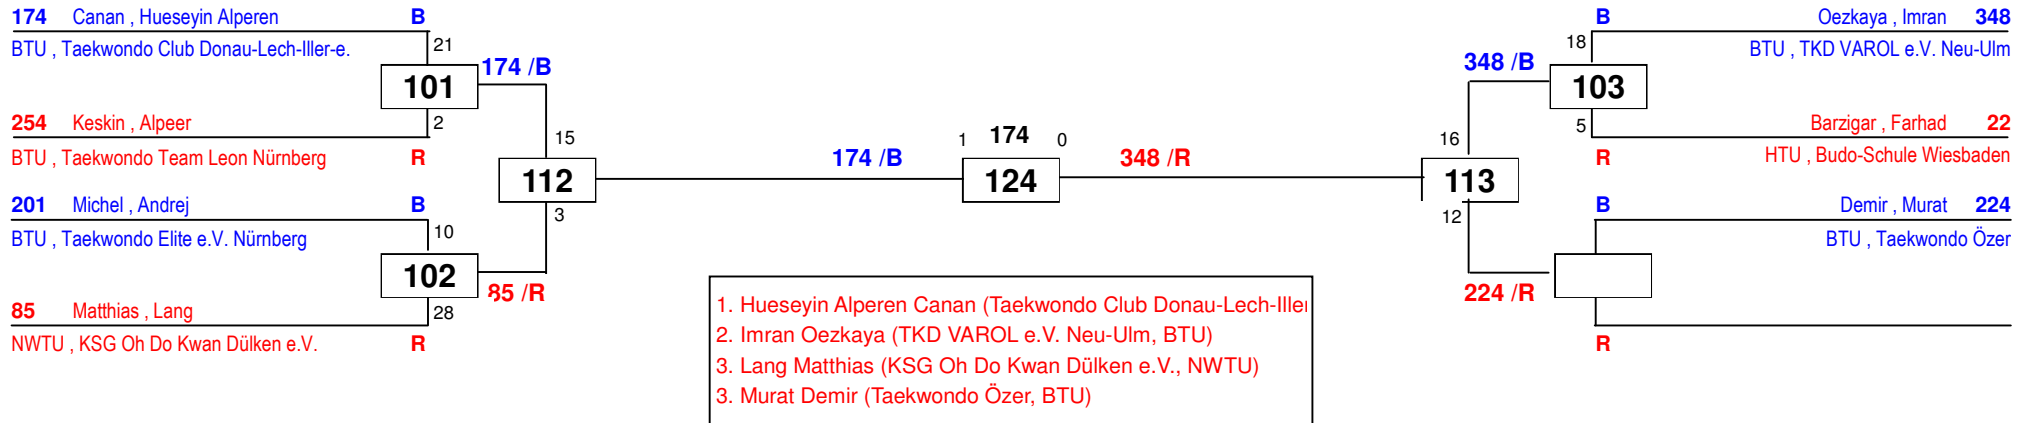 174 Canan , Hueseyin Alperen B
BTU , Taekwondo Club Donau-Lech-Iller-e.
21
101
174 /B
2
254 Keskin , Alpeer
BTU , Taekwondo Team Leon Nürnberg R
15
112
3
201 Michel , Andrej B
BTU , Taekwondo Elite e.V. Nürnberg
10
102
85 /R
28
85 Matthias , Lang
NWTU , KSG Oh Do Kwan Dülken e.V. R
174 /B
1 174 0
124
348 /R
B Oezkaya , Imran 348
BTU , TKD VAROL e.V. Neu-Ulm
18
348 /B
103
5
Barzigar , Farhad 22
R HTU , Budo-Schule Wiesbaden
16
113
12
B Demir , Murat 224
BTU , Taekwondo Özer
224 /R
R
1. Hueseyin Alperen Canan (Taekwondo Club Donau-Lech-Iller
2. Imran Oezkaya (TKD VAROL e.V. Neu-Ulm, BTU)
3. Lang Matthias (KSG Oh Do Kwan Dülken e.V., NWTU)
3. Murat Demir (Taekwondo Özer, BTU)